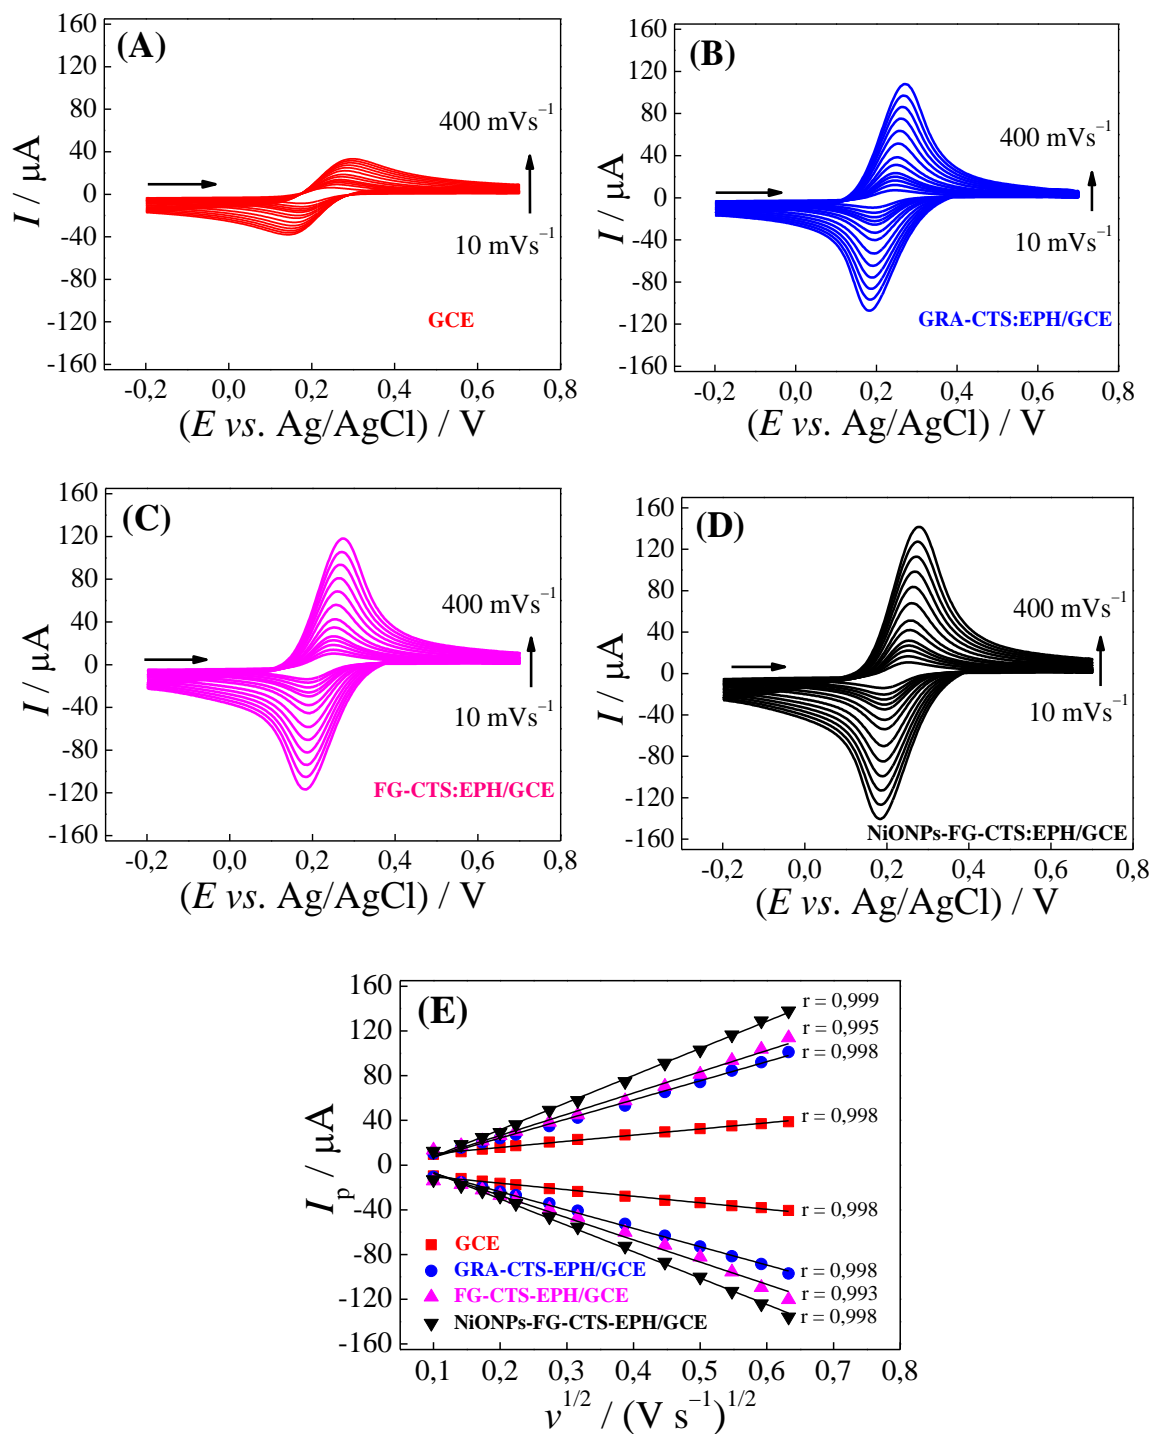 (A)
160
120
80
40
0
-40
-80
-120
-160
I / µA
400 mVs⁻¹
10 mVs⁻¹
GCE
-0,2 0,0 0,2 0,4 0,6 0,8
(E vs. Ag/AgCl) / V
(B)
160
120
80
40
0
-40
-80
-120
-160
I / µA
400 mVs⁻¹
10 mVs⁻¹
GRA-CTS:EPH/GCE
-0,2 0,0 0,2 0,4 0,6 0,8
(E vs. Ag/AgCl) / V
(C)
160
120
80
40
0
-40
-80
-120
-160
I / µA
400 mVs⁻¹
10 mVs⁻¹
FG-CTS:EPH/GCE
-0,2 0,0 0,2 0,4 0,6 0,8
(E vs. Ag/AgCl) / V
(D)
160
120
80
40
0
-40
-80
-120
-160
I / µA
400 mVs⁻¹
10 mVs⁻¹
NiONPs-FG-CTS:EPH/GCE
-0,2 0,0 0,2 0,4 0,6 0,8
(E vs. Ag/AgCl) / V
(E)
160
120
80
40
0
-40
-80
-120
-160
Iₚ / µA
r = 0,999
r = 0,995
r = 0,998
r = 0,998
r = 0,998
r = 0,998
r = 0,993
r = 0,998
GCE
GRA-CTS-EPH/GCE
FG-CTS-EPH/GCE
NiONPs-FG-CTS-EPH/GCE
0,1 0,2 0,3 0,4 0,5 0,6 0,7 0,8
v¹ᐟ² / (V s⁻¹)¹ᐟ²